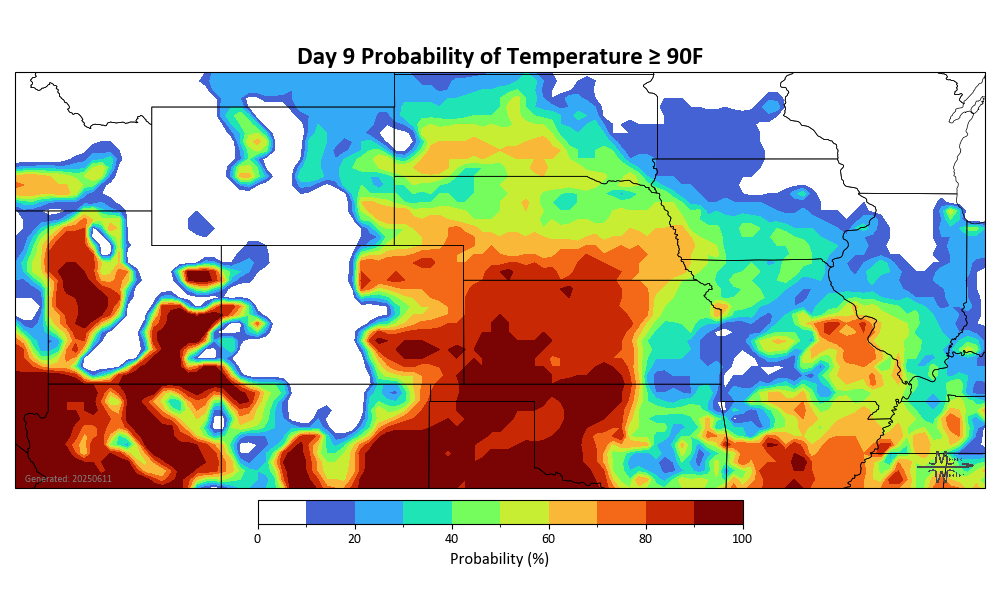 Day 9 Probability of Temperature ≥ 90F
Generated: 20250611
0 20 40 60 80 100
Probability (%)